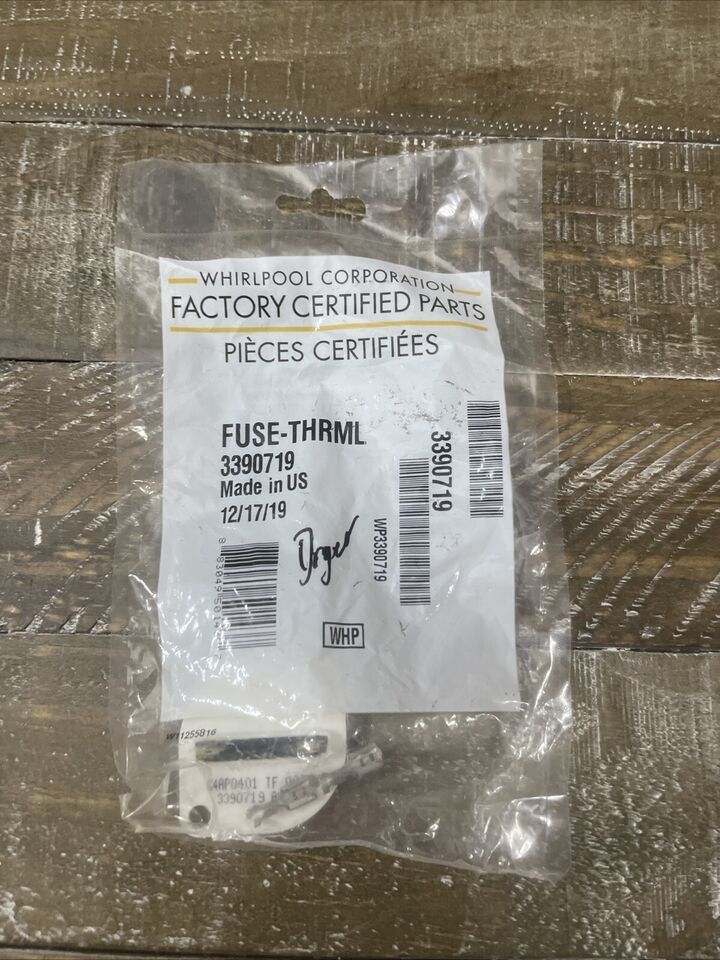 WHIRLPOOL CORPORATION
FACTORY CERTIFIED PARTS
PIÈCES CERTIFIÉES
FUSE-THRML
3390719
Made in US
12/17/19
Dryer
3390719
WP3390719
WHP
W11255816
3390719